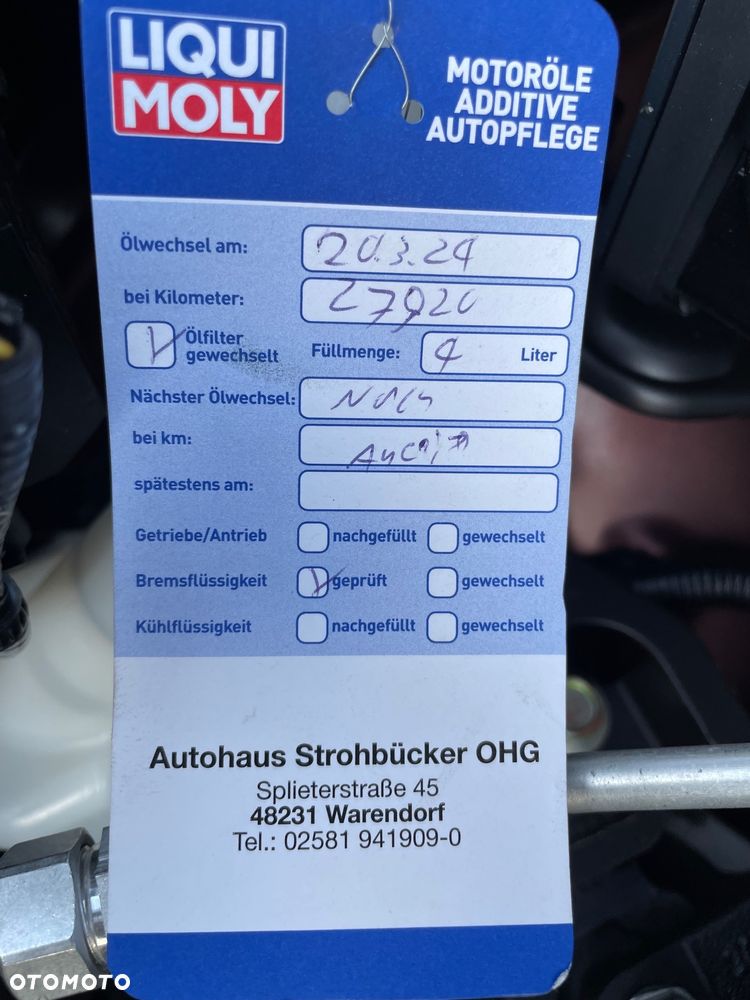 LIQUI
MOLY
MOTORÖLE
ADDITIVE
AUTOPFLEGE
Ölwechsel am: 20.3.24
bei Kilometer: 27920
Ölfilter
gewechselt
Füllmenge: 4 Liter
Nächster Ölwechsel:
bei km:
spätestens am:
Getriebe/Antrieb nachgefüllt gewechselt
Bremsflüssigkeit geprüft gewechselt
Kühlflüssigkeit nachgefüllt gewechselt
Autohaus Strohbücker OHG
Splieterstraße 45
48231 Warendorf
Tel.: 02581 941909-0
OTOMOTO